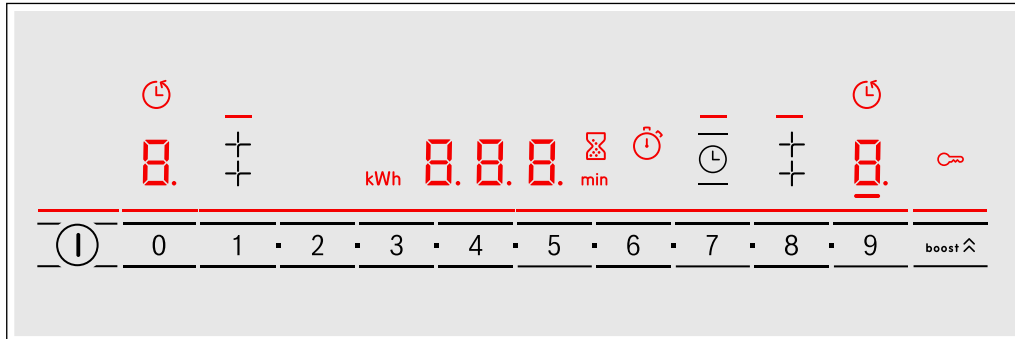 8. kWh 8.8.8. min 8.
0 1 · 2 · 3 · 4 · 5 · 6 · 7 · 8 · 9 boost